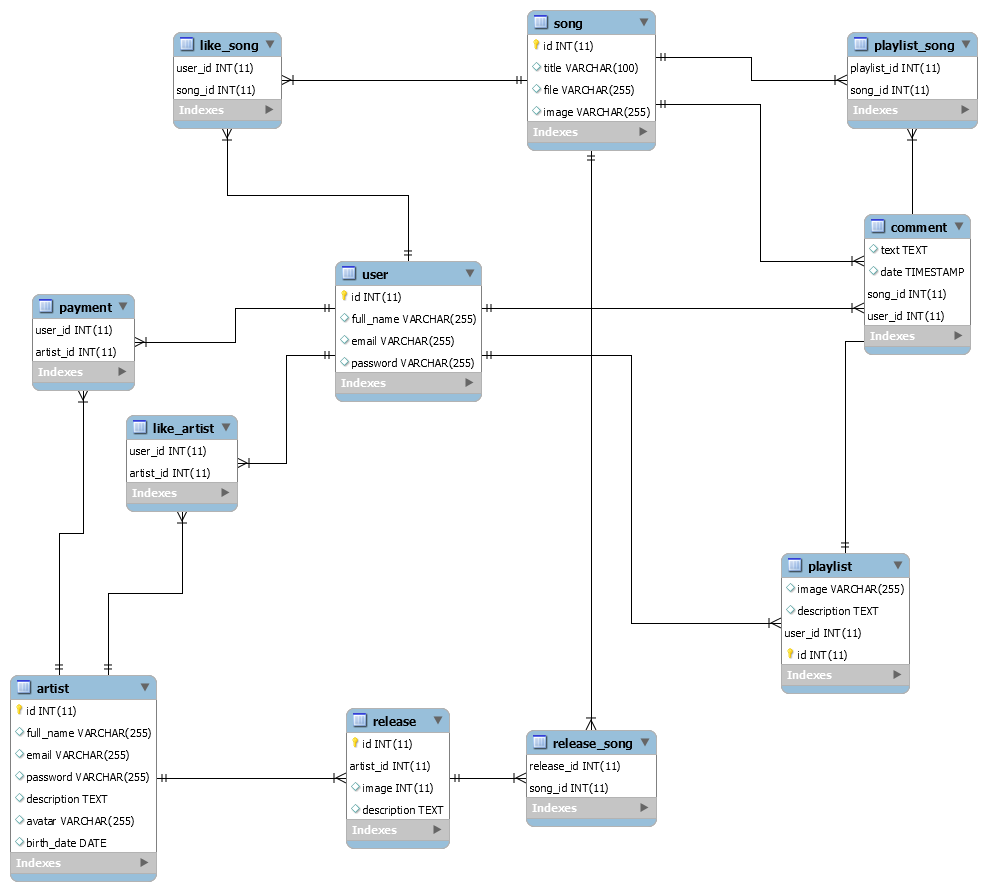 like_song
user_id INT(11)
song_id INT(11)
Indexes
song
id INT(11)
title VARCHAR(100)
file VARCHAR(255)
image VARCHAR(255)
Indexes
playlist_song
playlist_id INT(11)
song_id INT(11)
Indexes
comment
text TEXT
date TIMESTAMP
song_id INT(11)
user_id INT(11)
Indexes
user
id INT(11)
full_name VARCHAR(255)
email VARCHAR(255)
password VARCHAR(255)
Indexes
payment
user_id INT(11)
artist_id INT(11)
Indexes
like_artist
user_id INT(11)
artist_id INT(11)
Indexes
playlist
image VARCHAR(255)
description TEXT
user_id INT(11)
id INT(11)
Indexes
artist
id INT(11)
full_name VARCHAR(255)
email VARCHAR(255)
password VARCHAR(255)
description TEXT
avatar VARCHAR(255)
birth_date DATE
Indexes
release
id INT(11)
artist_id INT(11)
image INT(11)
description TEXT
Indexes
release_song
release_id INT(11)
song_id INT(11)
Indexes